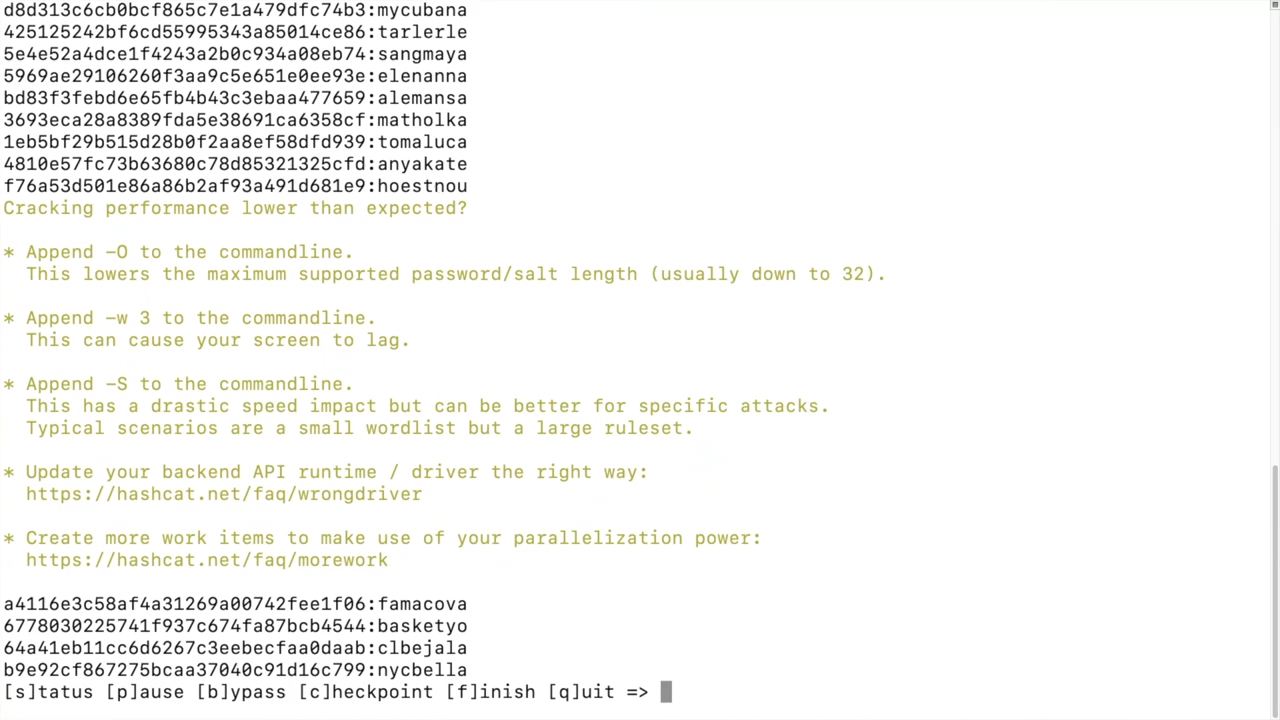 d8d313c6cb0bcf865c7e1a479dfc74b3:mycubana
425125242bf6cd55995343a85014ce86:tarlerle
5e4e52a4dce1f4243a2b0c934a08eb74:sangmaya
5969ae29106260f3aa9c5e651e0ee93e:elenanna
bd83f3febd6e65fb4b43c3ebaa477659:alemansa
3693eca28a8389fda5e38691ca6358cf:matholka
1eb5bf29b515d28b0f2aa8ef58dfd939:tomaluca
4810e57fc73b63680c78d85321325cfd:anyakate
f76a53d501e86a86b2af93a491d681e9:hoestnou
Cracking performance lower than expected?
* Append -O to the commandline.
This lowers the maximum supported password/salt length (usually down to 32).
* Append -w 3 to the commandline.
This can cause your screen to lag.
* Append -S to the commandline.
This has a drastic speed impact but can be better for specific attacks.
Typical scenarios are a small wordlist but a large ruleset.
* Update your backend API runtime / driver the right way:
https://hashcat.net/faq/wrongdriver
* Create more work items to make use of your parallelization power:
https://hashcat.net/faq/morework
a4116e3c58af4a31269a00742fee1f06:famacova
6778030225741f937c674fa87bcb4544:basketyo
64a41eb11cc6d6267c3eebecfaa0daab:clbejala
b9e92cf867275bcaa37040c91d16c799:nycbella
[s]tatus [p]ause [b]ypass [c]heckpoint [f]inish [q]uit =>